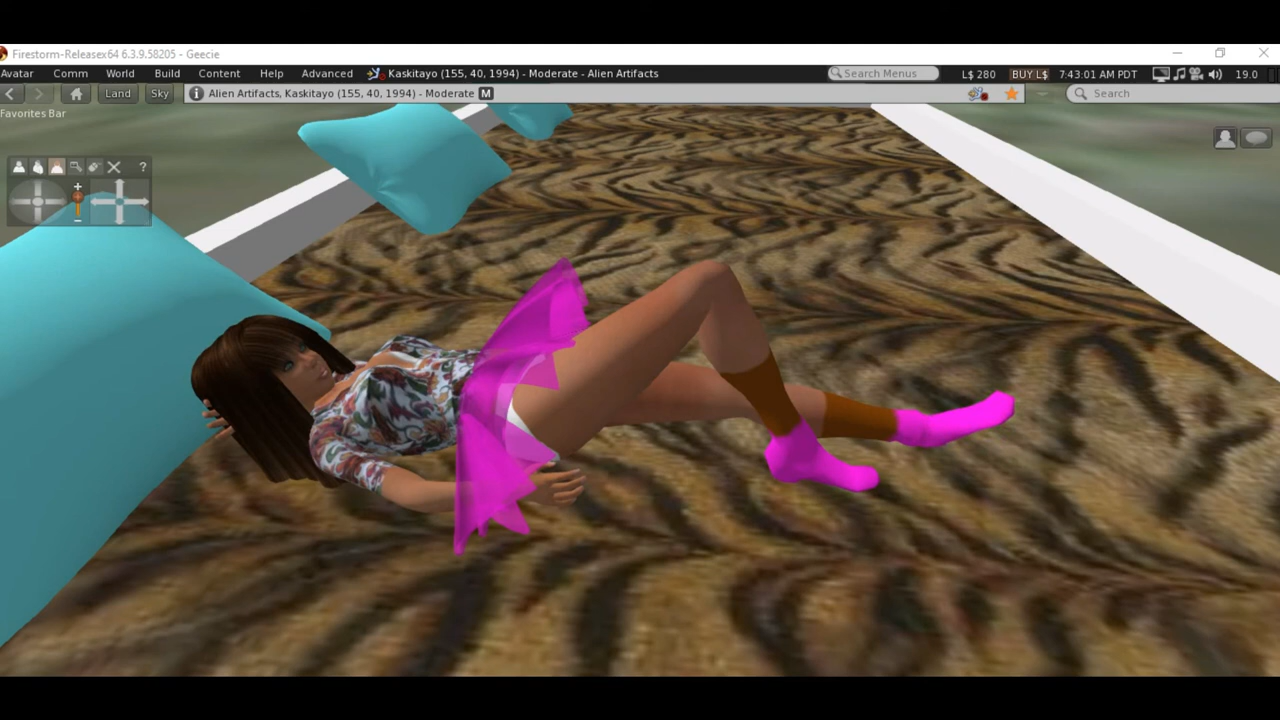 Firestorm-Releasex64 6.3.9.58205 - Geecie
Avatar Comm World Build Content Help Advanced Kaskitayo (155, 40, 1994) - Moderate - Alien Artifacts Search Menus L$ 280 BUY L$ 7:43:01 AM PDT 19.0
Land Sky Alien Artifacts, Kaskitayo (155, 40, 1994) - Moderate M Search
Favorites Bar
?